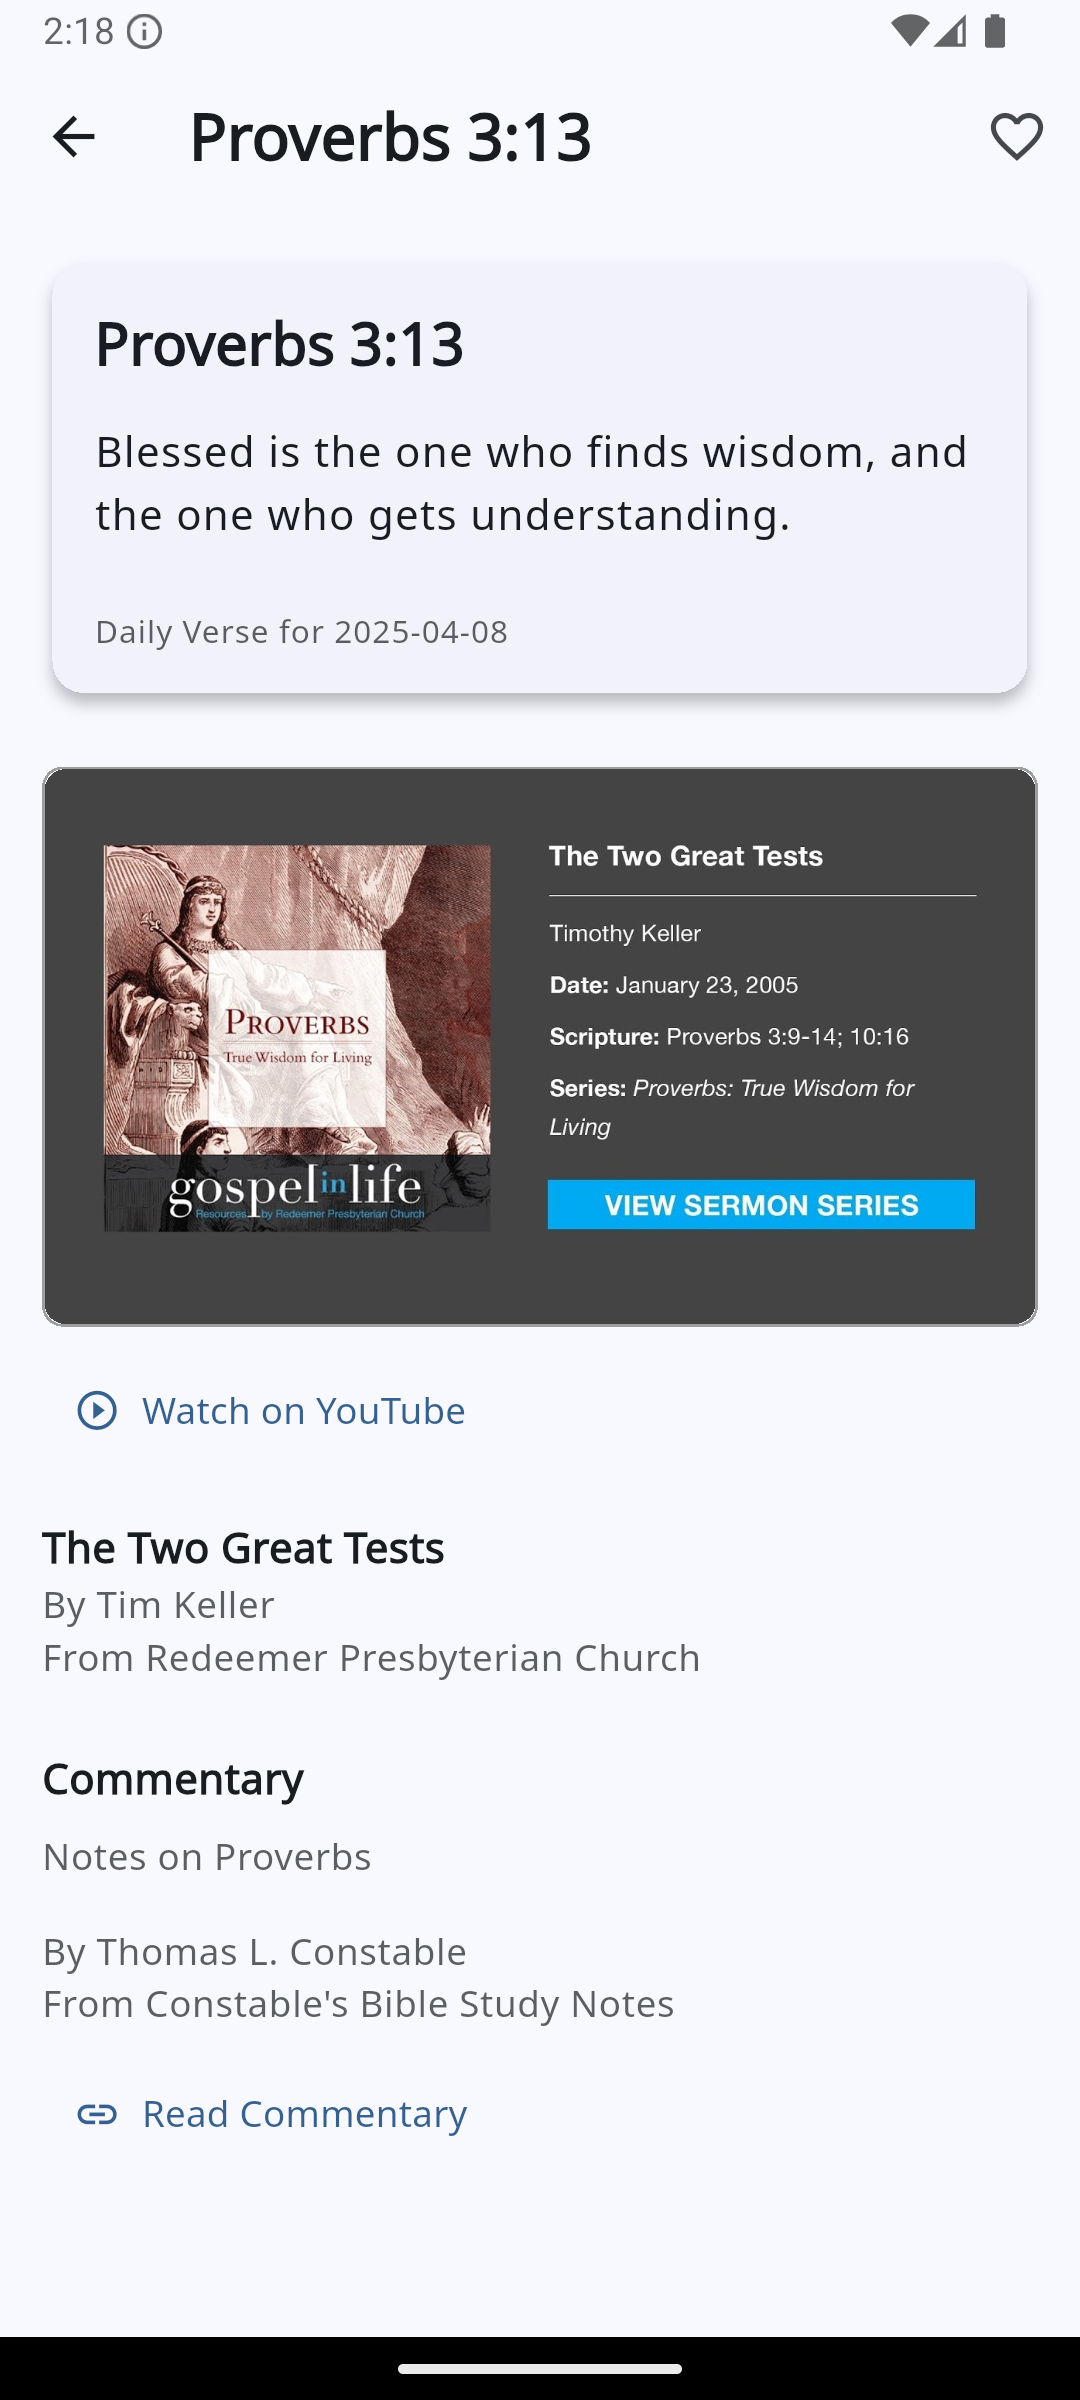 2:18
Proverbs 3:13
Proverbs 3:13
Blessed is the one who finds wisdom, and
the one who gets understanding.
Daily Verse for 2025-04-08
PROVERBS
True Wisdom for Living
gospelinlife
Resources by Redeemer Presbyterian Church
The Two Great Tests
Timothy Keller
Date: January 23, 2005
Scripture: Proverbs 3:9-14; 10:16
Series: Proverbs: True Wisdom for
Living
VIEW SERMON SERIES
Watch on YouTube
The Two Great Tests
By Tim Keller
From Redeemer Presbyterian Church
Commentary
Notes on Proverbs
By Thomas L. Constable
From Constable's Bible Study Notes
Read Commentary